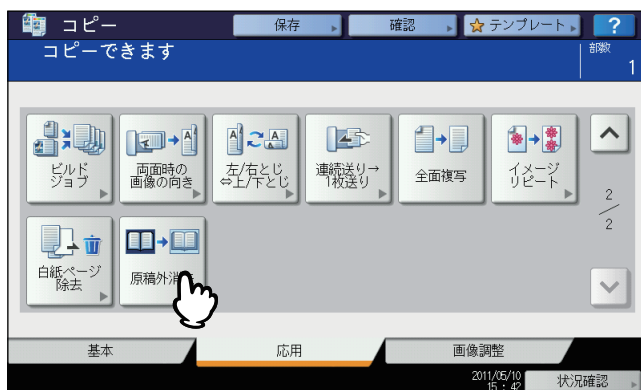 コピー
保存
確認
テンプレート
?
コピーできます
部数
1
ビルド
ジョブ
両面時の
画像の向き
左/右とじ
⇔上/下とじ
連続送り→
1枚送り
全面複写
イメージ
リピート
2
2
白紙ページ
除去
原稿外消
基本
応用
画像調整
2011/05/10
15:42
状況確認